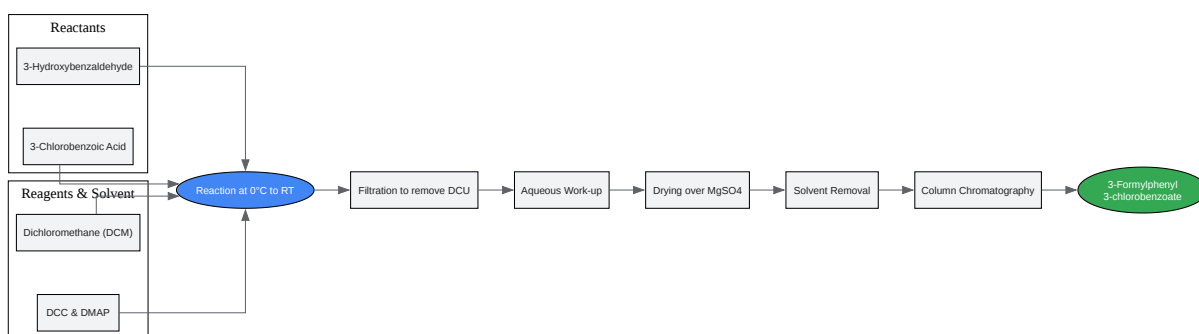 Reactants
3-Hydroxybenzaldehyde
3-Chlorobenzoic Acid
Reagents & Solvent
Dichloromethane (DCM)
DCC & DMAP
Reaction at 0°C to RT
Filtration to remove DCU
Aqueous Work-up
Drying over MgSO4
Solvent Removal
Column Chromatography
3-Formylphenyl
3-chlorobenzoate